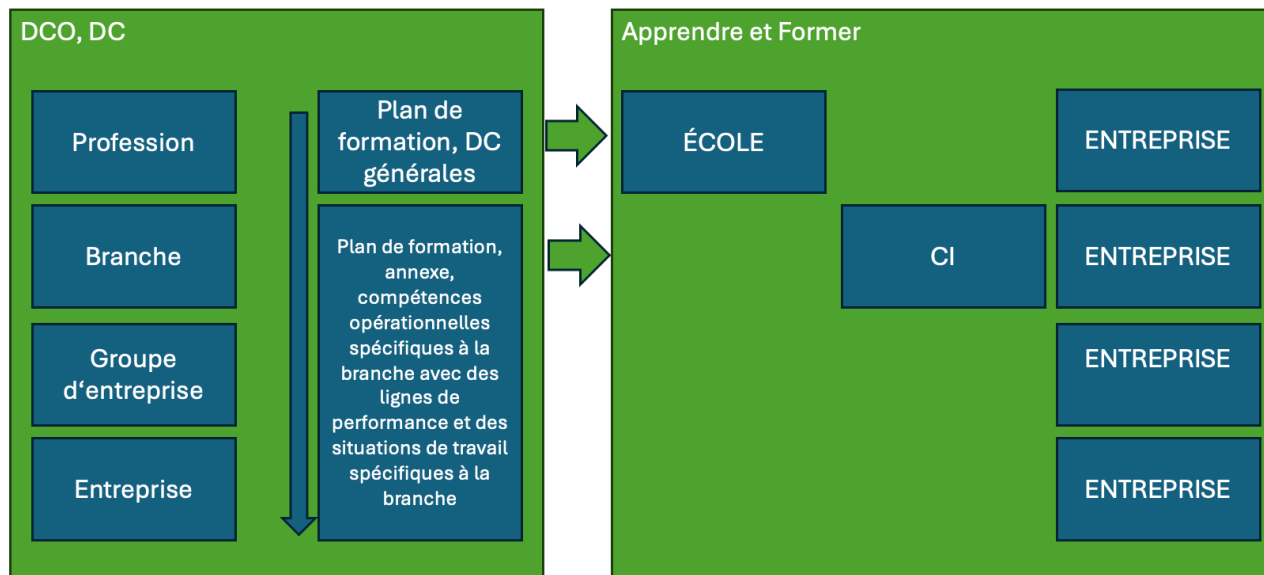 DCO, DC
Profession
Branche
Groupe
d‘entreprise
Entreprise
Plan de
formation, DC
générales
Plan de formation,
annexe,
compétences
opérationnelles
spécifiques à la
branche avec des
lignes de
performance et des
situations de travail
spécifiques à la
branche
Apprendre et Former
ÉCOLE
CI
ENTREPRISE
ENTREPRISE
ENTREPRISE
ENTREPRISE